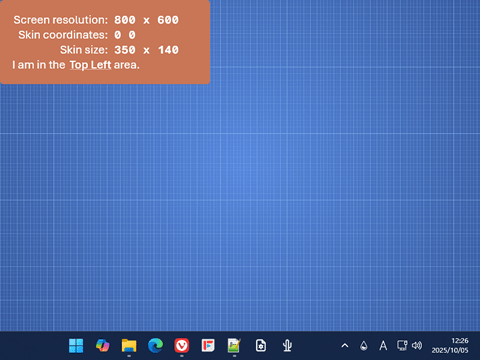 Screen resolution: 800 x 600
Skin coordinates: 0 0
Skin size: 350 x 140
I am in the Top Left area.
A
12:26
2025/10/05